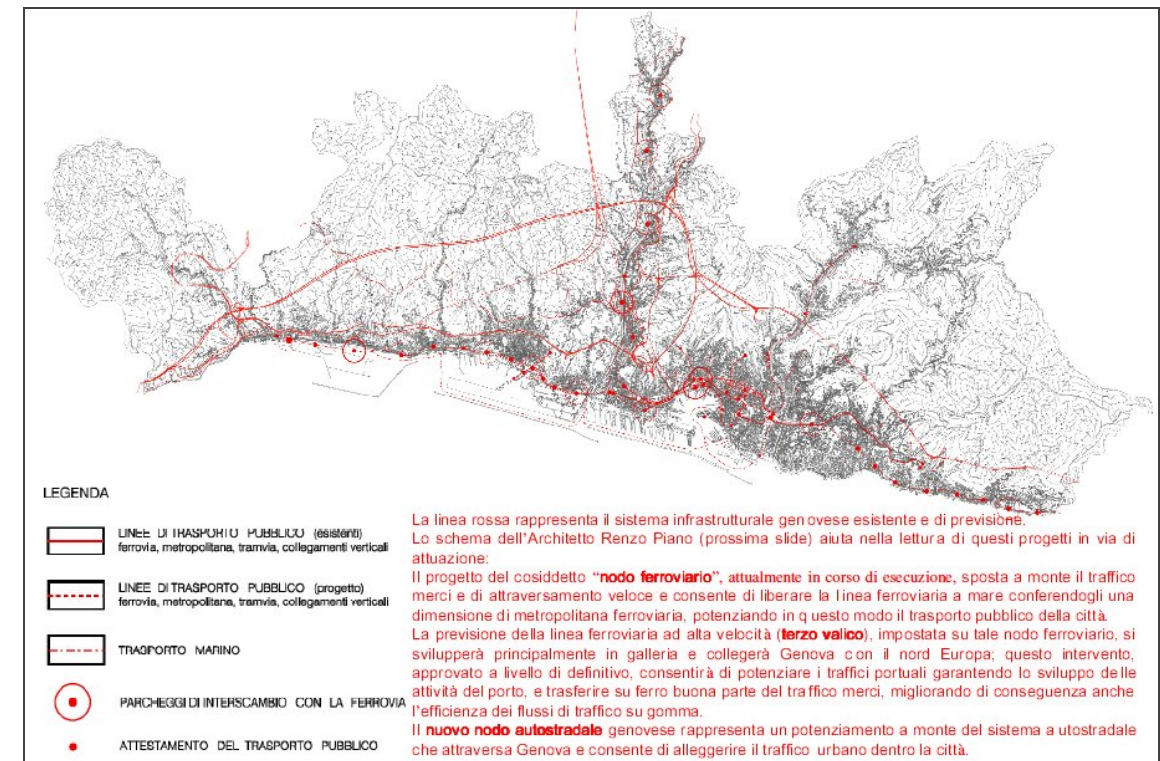 LEGENDA
LINEE DI TRASPORTO PUBBLICO (esistenti)
ferrovia, metropolitana, tramvia, collegamenti verticali
LINEE DI TRASPORTO PUBBLICO (progetto)
ferrovia, metropolitana, tramvia, collegamenti verticali
TRASPORTO MARINO
PARCHEGGI DI INTERSCAMBIO CON LA FERROVIA
ATTESTAMENTO DEL TRASPORTO PUBBLICO
La linea rossa rappresenta il sistema infrastrutturale genovese esistente e di previsione.
Lo schema dell'Architetto Renzo Piano (prossima slide) aiuta nella lettura di questi progetti in via di
attuazione:
Il progetto del cosiddetto “nodo ferroviario”, attualmente in corso di esecuzione, sposta a monte il traffico
merci e di attraversamento veloce e consente di liberare la linea ferroviaria a mare conferendogli una
dimensione di metropolitana ferroviaria, potenziando in questo modo il trasporto pubblico della città.
La previsione della linea ferroviaria ad alta velocità (terzo valico), impostata su tale nodo ferroviario, si
svilupperà principalmente in galleria e collegerà Genova con il nord Europa; questo intervento,
approvato a livello di definitivo, consentirà di potenziare i traffici portuali garantendo lo sviluppo delle
attività del porto, e trasferire su ferro buona parte del traffico merci, migliorando di conseguenza anche
l'efficienza dei flussi di traffico su gomma.
Il nuovo nodo autostradale genovese rappresenta un potenziamento a monte del sistema autostradale
che attraversa Genova e consente di alleggerire il traffico urbano dentro la città.